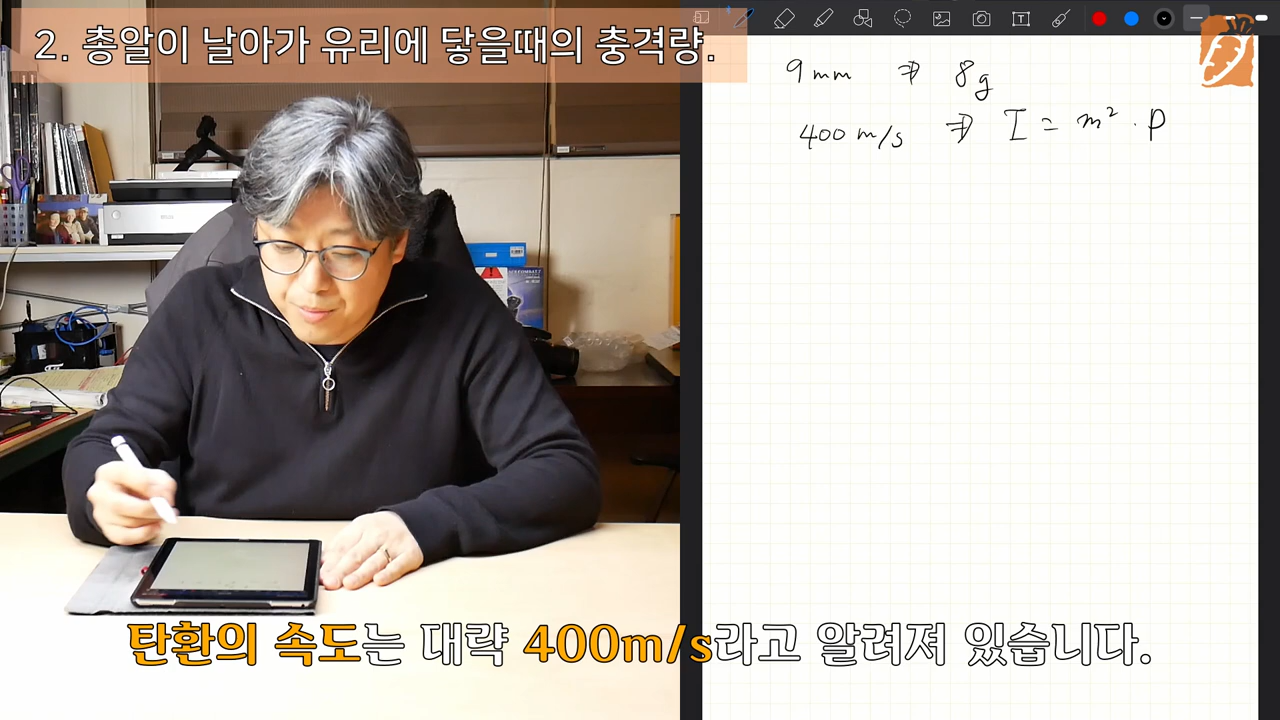 2. 총알이 날아가 유리에 닿을때의 충격량.
9mm ⇒ 8g
400 m/s ⇒ I = m² · P
탄환의 속도는 대략 400m/s라고 알려져 있습니다.